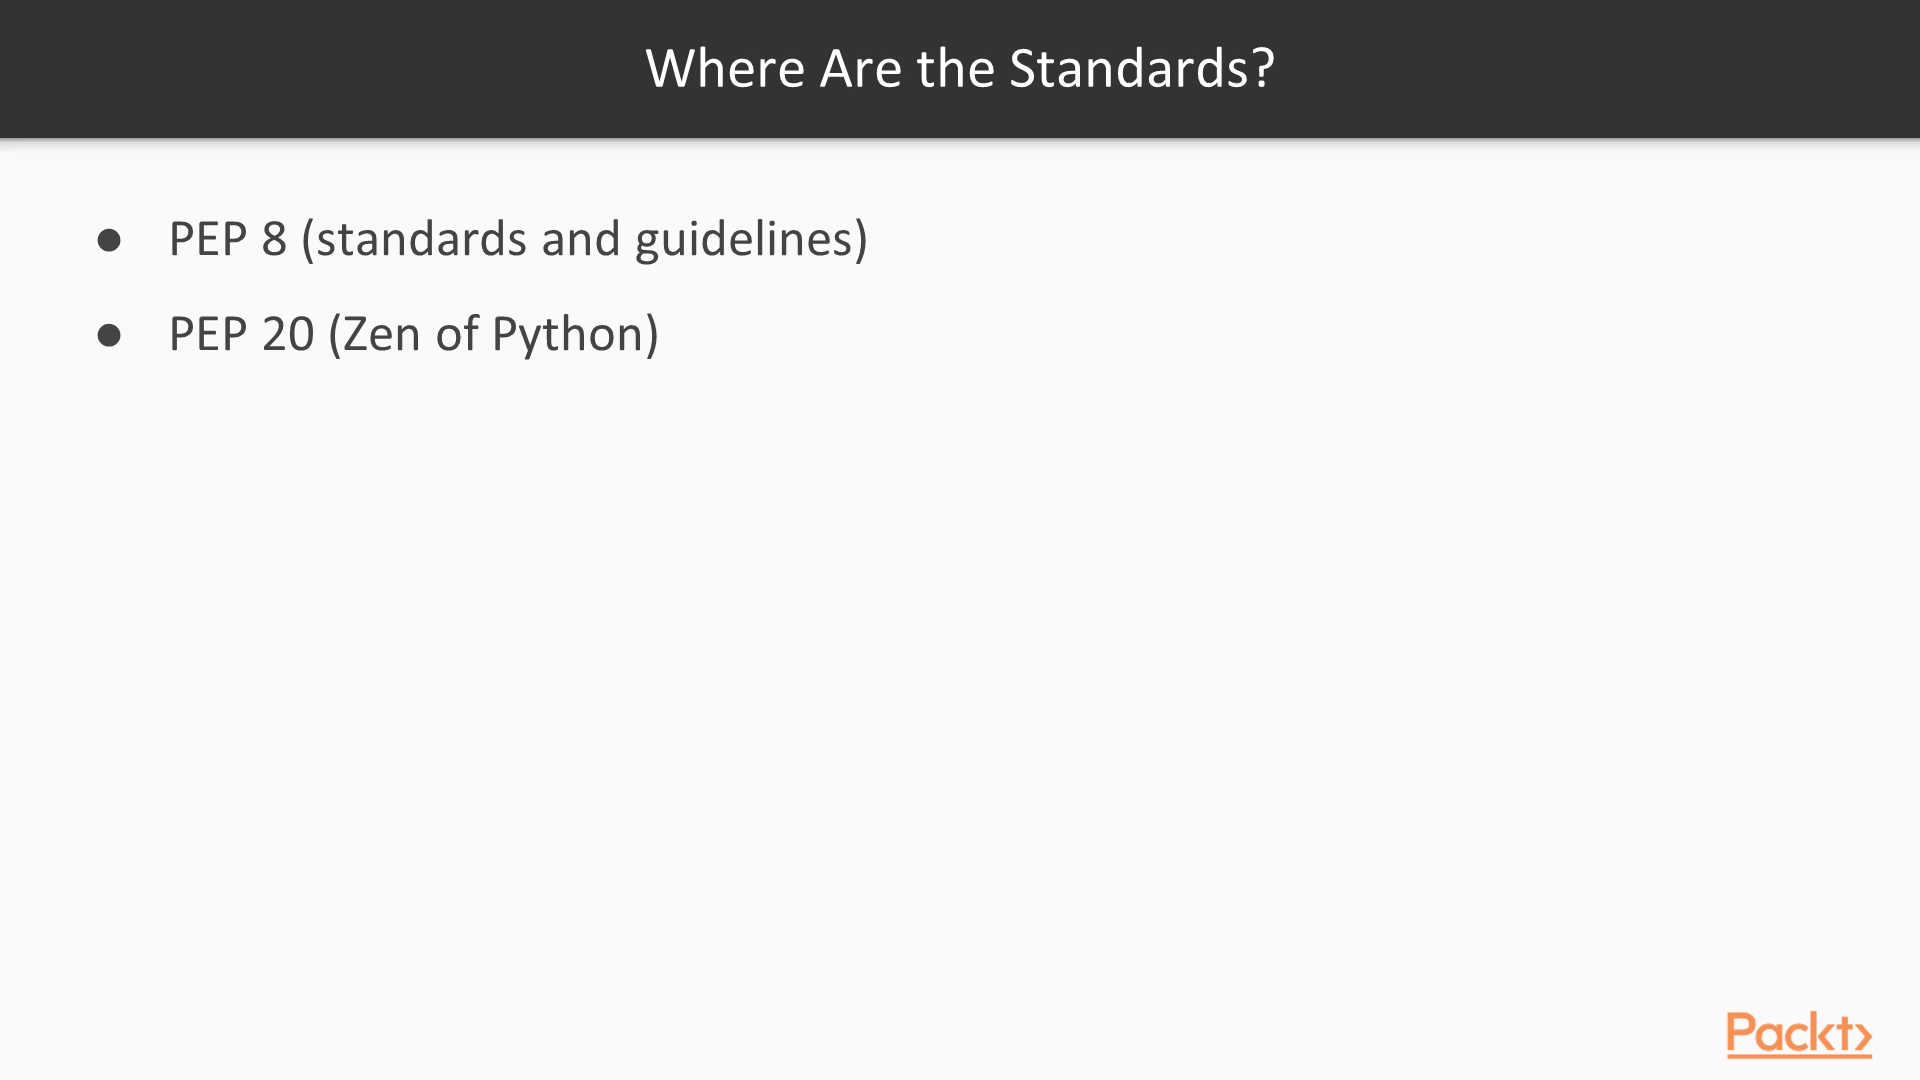 Where Are the Standards?
● PEP 8 (standards and guidelines)
● PEP 20 (Zen of Python)
Packt>